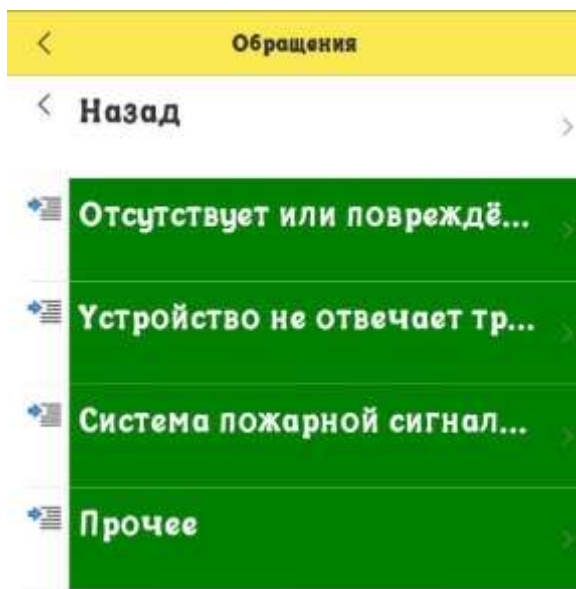 Обращения
Назад
Отсутствует или повреждё...
Устройство не отвечает тр...
Система пожарной сигнал...
Прочее